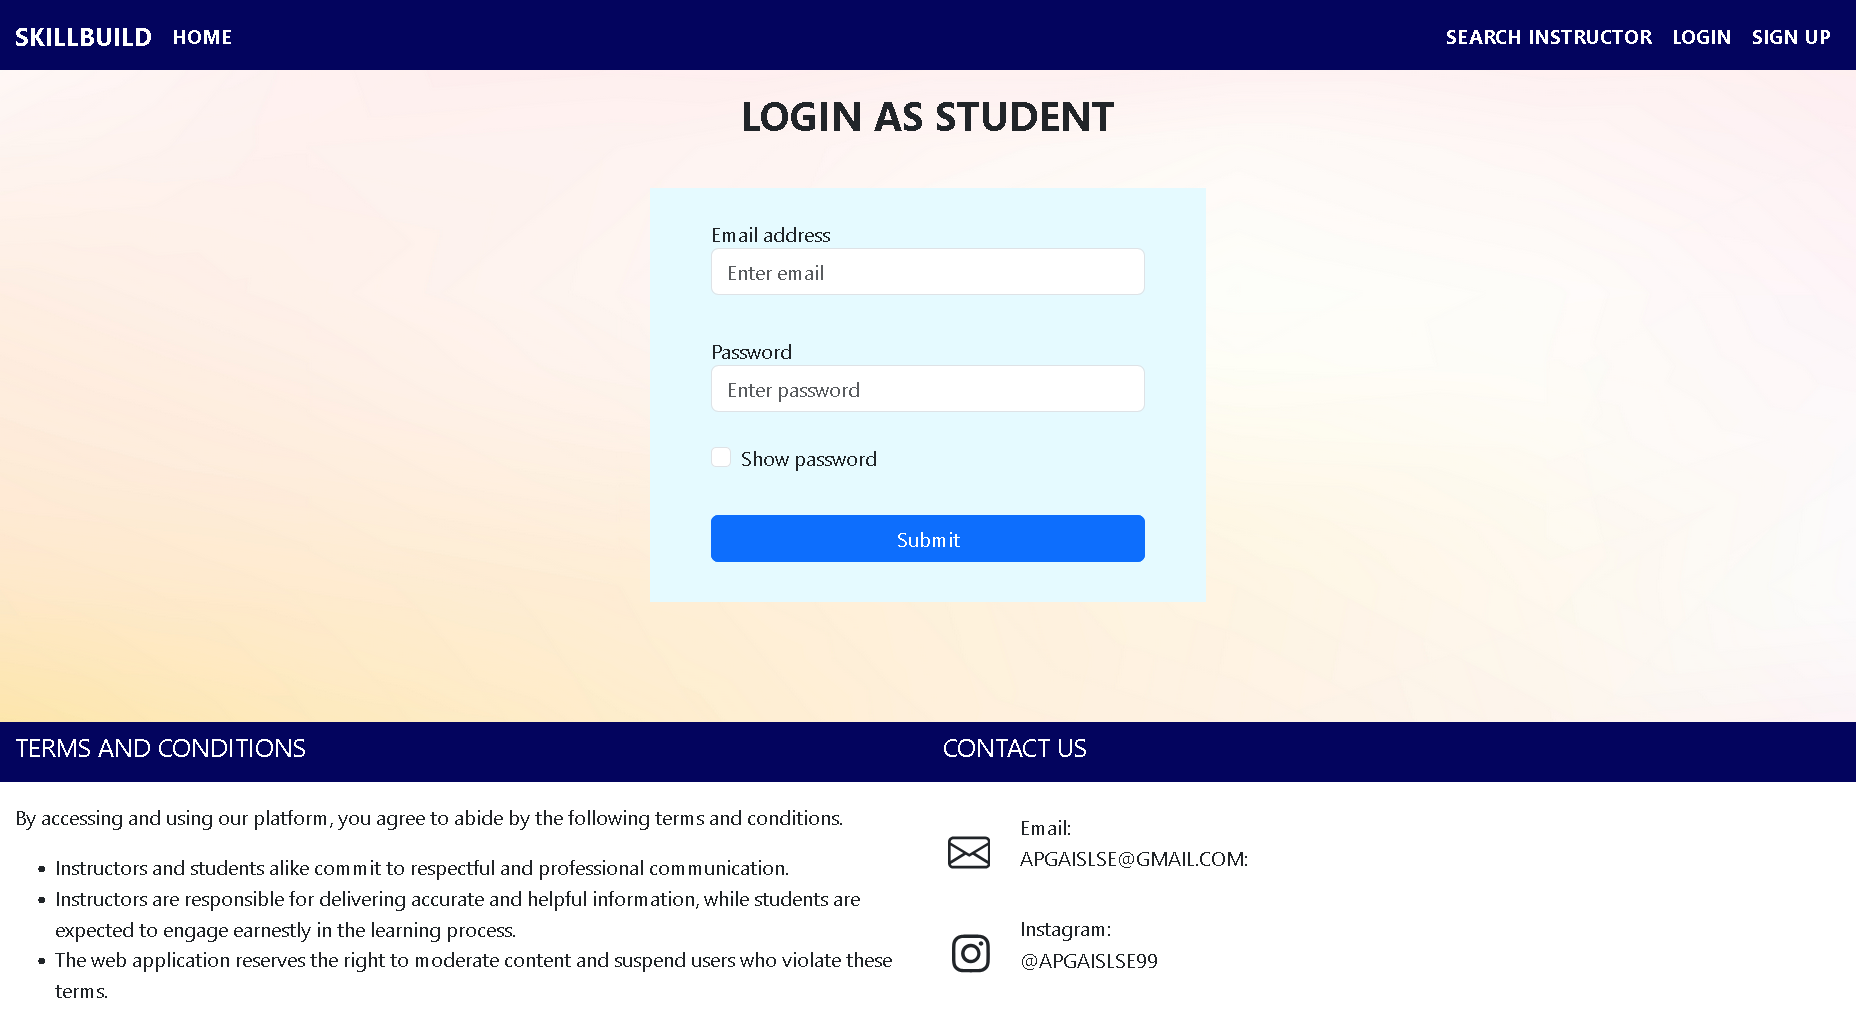 SKILLBUILD HOME SEARCH INSTRUCTOR LOGIN SIGN UP
LOGIN AS STUDENT
Email address
Enter email
Password
Enter password
Show password
Submit
TERMS AND CONDITIONS
By accessing and using our platform, you agree to abide by the following terms and conditions.
• Instructors and students alike commit to respectful and professional communication.
• Instructors are responsible for delivering accurate and helpful information, while students are
expected to engage earnestly in the learning process.
• The web application reserves the right to moderate content and suspend users who violate these
terms.
CONTACT US
Email:
APGAISLSE@GMAIL.COM:
Instagram:
@APGAISLSE99